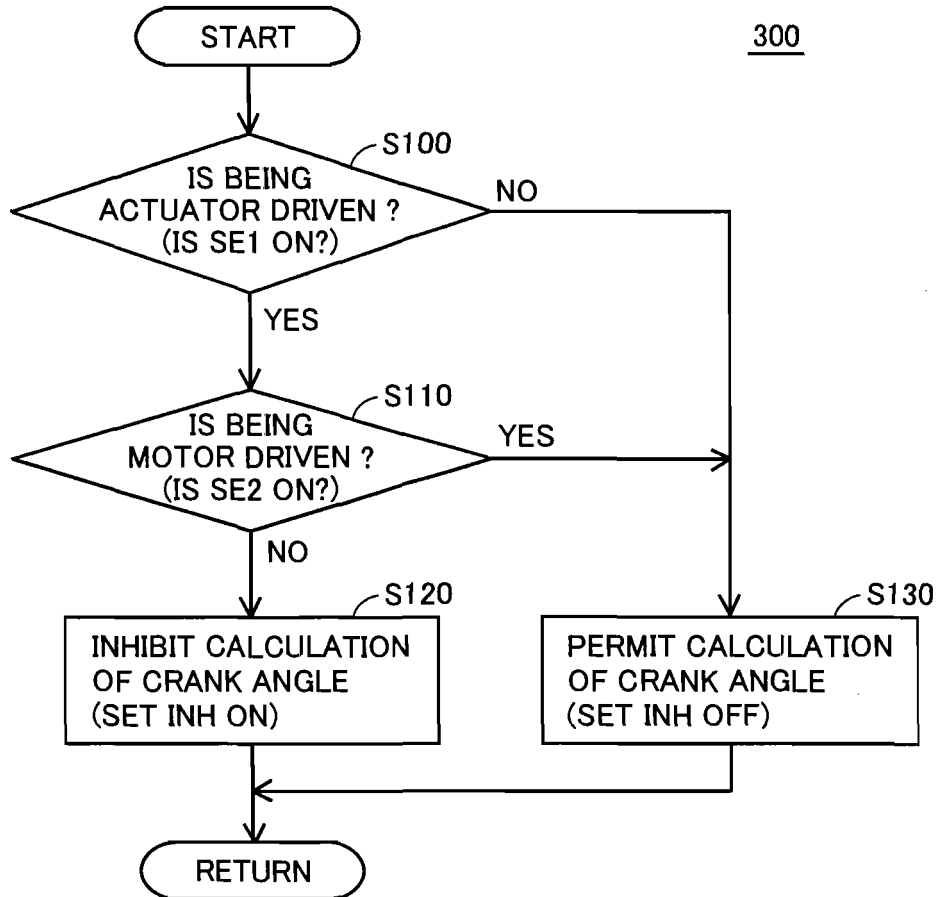 START
300
S100
IS BEING
ACTUATOR DRIVEN ?
(IS SE1 ON?)
NO
YES
S110
IS BEING
MOTOR DRIVEN ?
(IS SE2 ON?)
YES
NO
S120
INHIBIT CALCULATION
OF CRANK ANGLE
(SET INH ON)
S130
PERMIT CALCULATION
OF CRANK ANGLE
(SET INH OFF)
RETURN